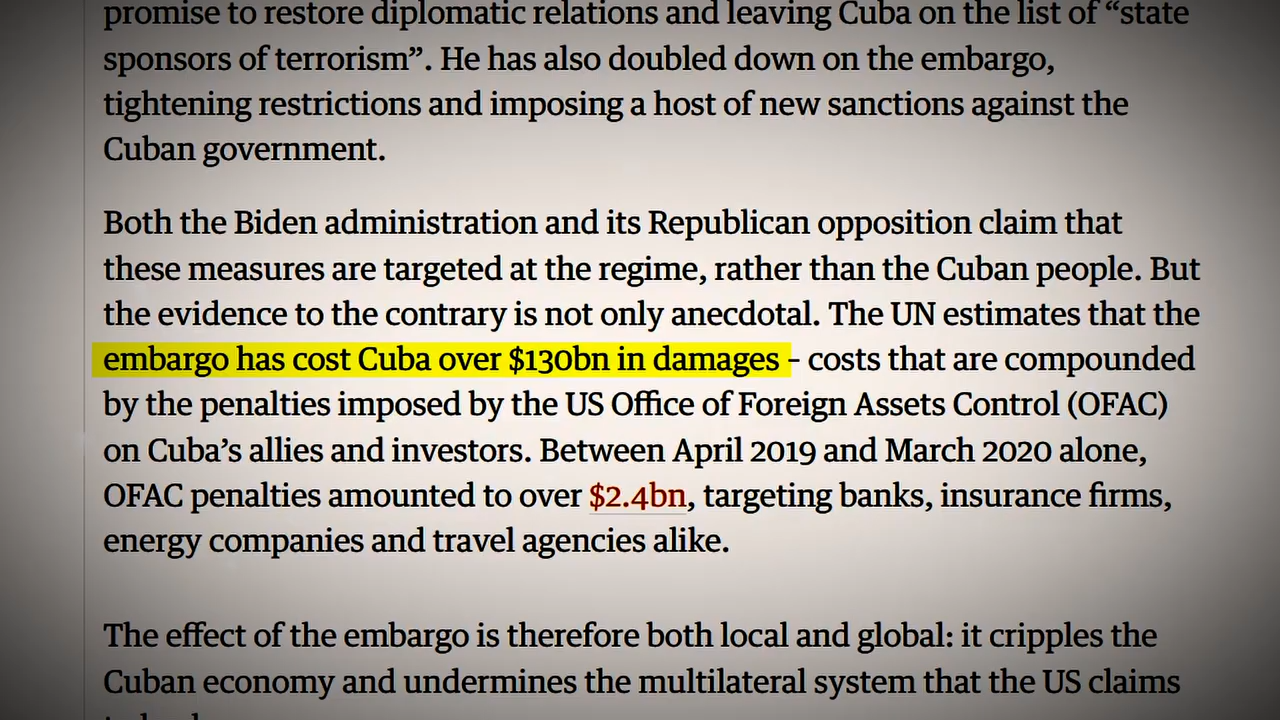 promise to restore diplomatic relations and leaving Cuba on the list of “state
sponsors of terrorism”. He has also doubled down on the embargo,
tightening restrictions and imposing a host of new sanctions against the
Cuban government.
Both the Biden administration and its Republican opposition claim that
these measures are targeted at the regime, rather than the Cuban people. But
the evidence to the contrary is not only anecdotal. The UN estimates that the
embargo has cost Cuba over $130bn in damages – costs that are compounded
by the penalties imposed by the US Office of Foreign Assets Control (OFAC)
on Cuba’s allies and investors. Between April 2019 and March 2020 alone,
OFAC penalties amounted to over $2.4bn, targeting banks, insurance firms,
energy companies and travel agencies alike.
The effect of the embargo is therefore both local and global: it cripples the
Cuban economy and undermines the multilateral system that the US claims